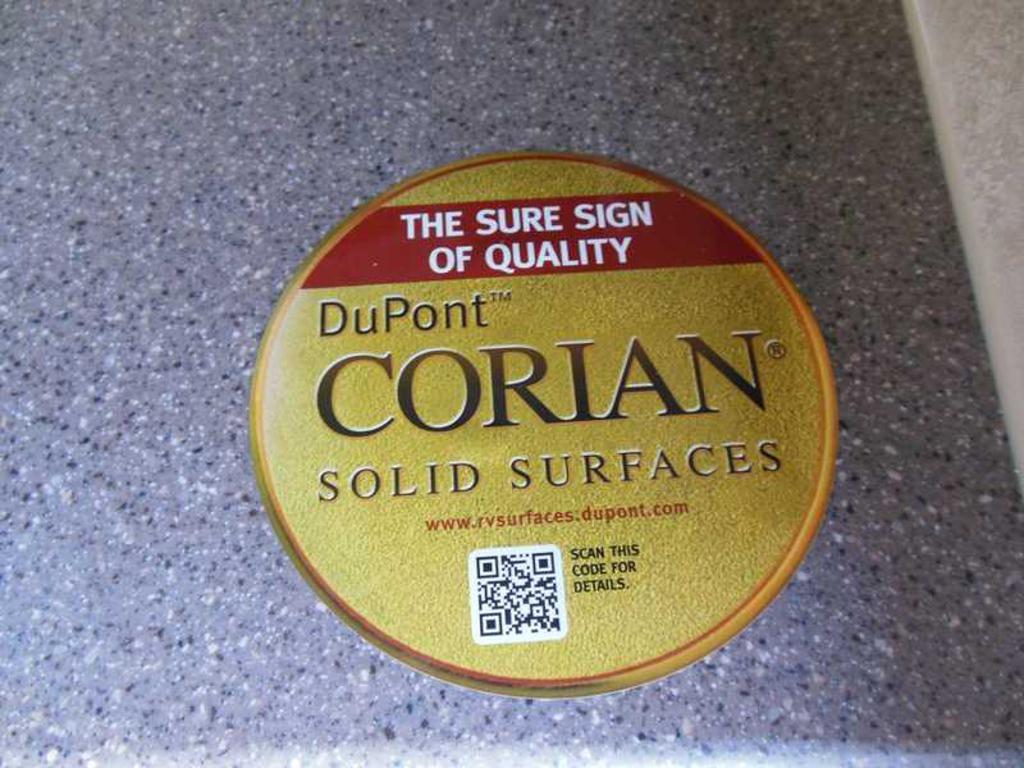 THE SURE SIGN
OF QUALITY
DuPont™
CORIAN®
SOLID SURFACES
www.rvsurfaces.dupont.com
SCAN THIS
CODE FOR
DETAILS.